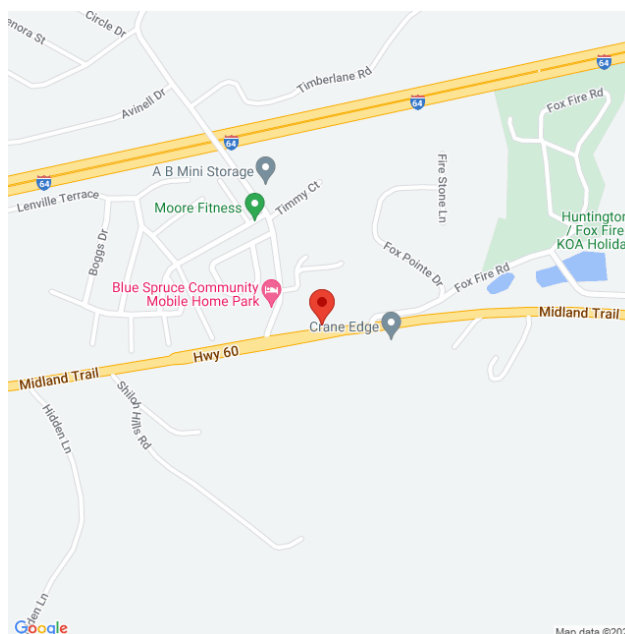 enora St
Circle Dr
Avinell Dr
Timberlane Rd
64
64
64
64
Fox Fire Rd
A B Mini Storage
Moore Fitness
Timmy Ct
Lenville Terrace
Boggs Dr
Fire Stone Ln
Fox Pointe Dr
Fox Fire Rd
Huntington
/ Fox Fire
KOA Holida
Blue Spruce Community
Mobile Home Park
Crane Edge
Midland Trail
Hwy 60
Midland Trail
Shiloh Hills Rd
Hidden Ln
dden Ln
Google
Map data ©202